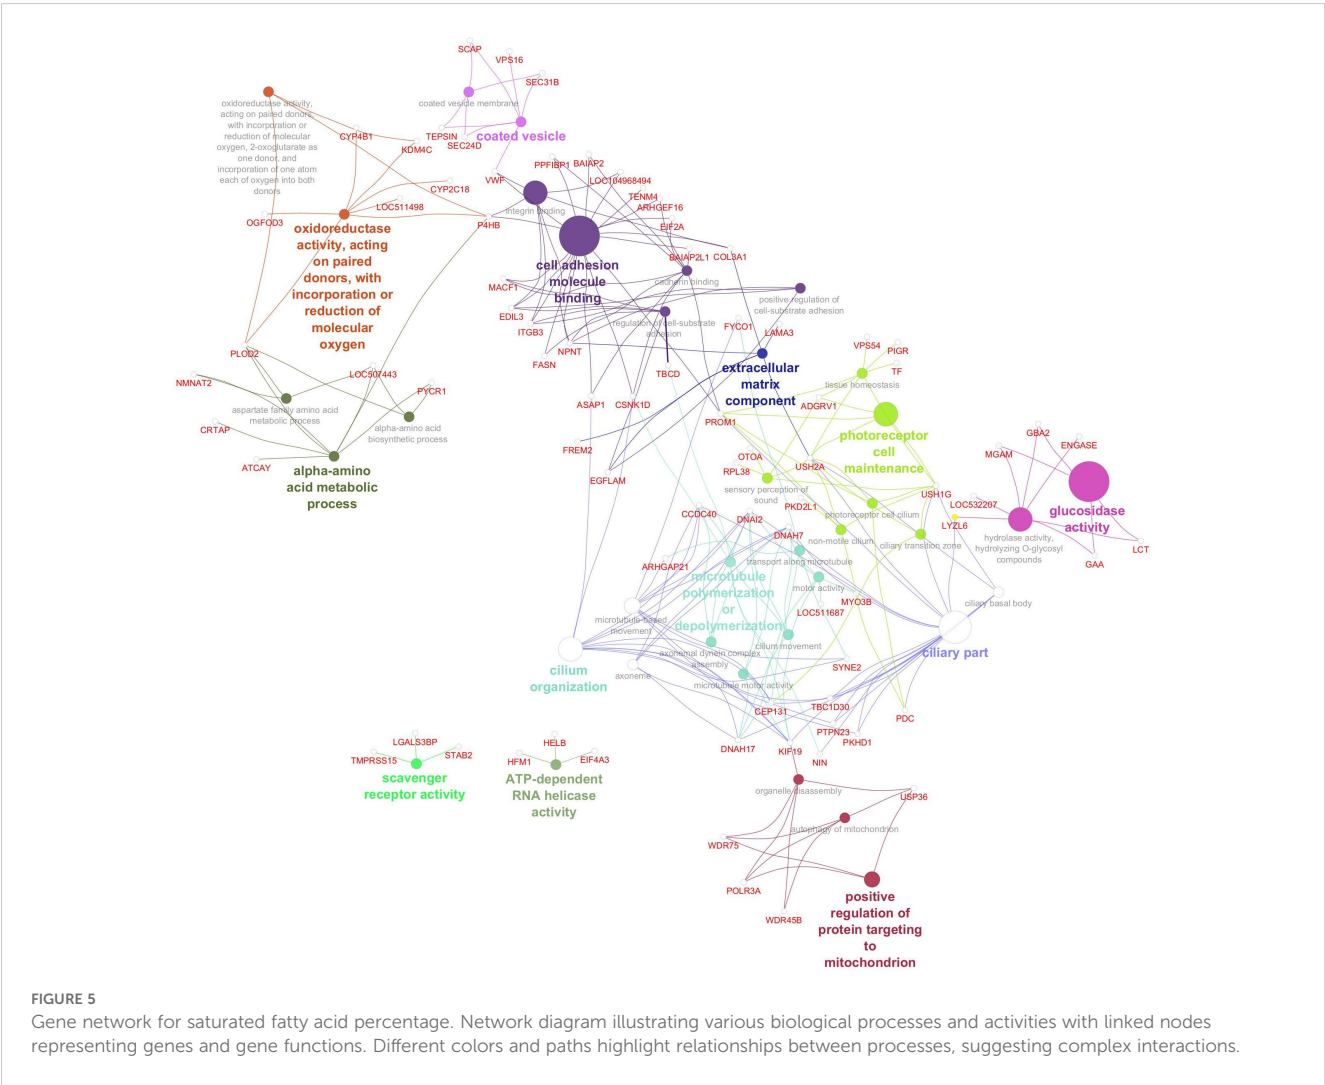 SCAP
VPS16
SEC31B
coated vesicle membrane
TEPSIN
SEC24D
coated vesicle
oxidoreductase activity,
acting on paired donors,
with incorporation or
reduction of molecular
oxygen, 2-oxoglutarate as
one donor, and
incorporation of one atom
each of oxygen into both
donors
CYP4B1
KDM4C
CYP2C18
LOC511498
OGFOD3
P4HB
oxidoreductase
activity, acting
on paired
donors, with
incorporation or
reduction of
molecular
oxygen
VWF
PPFIBP1
BAIAP2
LOC104968494
TENM4
ARHGEF16
EIF2A
integrin binding
BAIAP2L1
COL3A1
cell adhesion
molecule
binding
cadherin binding
MACF1
EDIL3
ITGB3
FASN
NPNT
regulation of cell-substrate
adhesion
TBCD
positive regulation of
cell-substrate adhesion
FYCO1
LAMA3
extracellular
matrix
component
PLOD2
NMNAT2
LOC507443
PYCR1
aspartate family amino acid
metabolic process
alpha-amino acid
biosynthetic process
CRTAP
ATCAY
alpha-amino
acid metabolic
process
ASAP1
CSNK1D
FREM2
EGFLAM
PROM1
VPS54
PIGR
TF
tissue homeostasis
ADGRV1
photoreceptor
cell
maintenance
OTOA
RPL38
USH2A
sensory perception of
sound
PKD2L1
photoreceptor cell cilium
USH1G
non-motile cilium
ciliary transition zone
GBA2
ENGASE
MGAM
LOC532207
LYZL6
glucosidase
activity
hydrolase activity,
hydrolyzing O-glycosyl
compounds
GAA
LCT
CCDC40
DNAI2
DNAH7
ARHGAP21
transport along microtubule
microtubule
polymerization
or
depolymerization
motor activity
LOC511687
MYO3B
microtubule-based
movement
cilium movement
axonemal dynein complex
assembly
microtubule motor activity
axoneme
cilium
organization
ciliary basal body
ciliary part
SYNE2
CEP131
TBC1D30
PTPN23
PKHD1
PDC
DNAH17
KIF19
NIN
LGALS3BP
TMPRSS15
STAB2
scavenger
receptor activity
HELB
HFM1
EIF4A3
ATP-dependent
RNA helicase
activity
organelle disassembly
USP36
autophagy of mitochondrion
WDR75
POLR3A
WDR45B
positive
regulation of
protein targeting
to
mitochondrion
FIGURE 5
Gene network for saturated fatty acid percentage. Network diagram illustrating various biological processes and activities with linked nodes
representing genes and gene functions. Different colors and paths highlight relationships between processes, suggesting complex interactions.